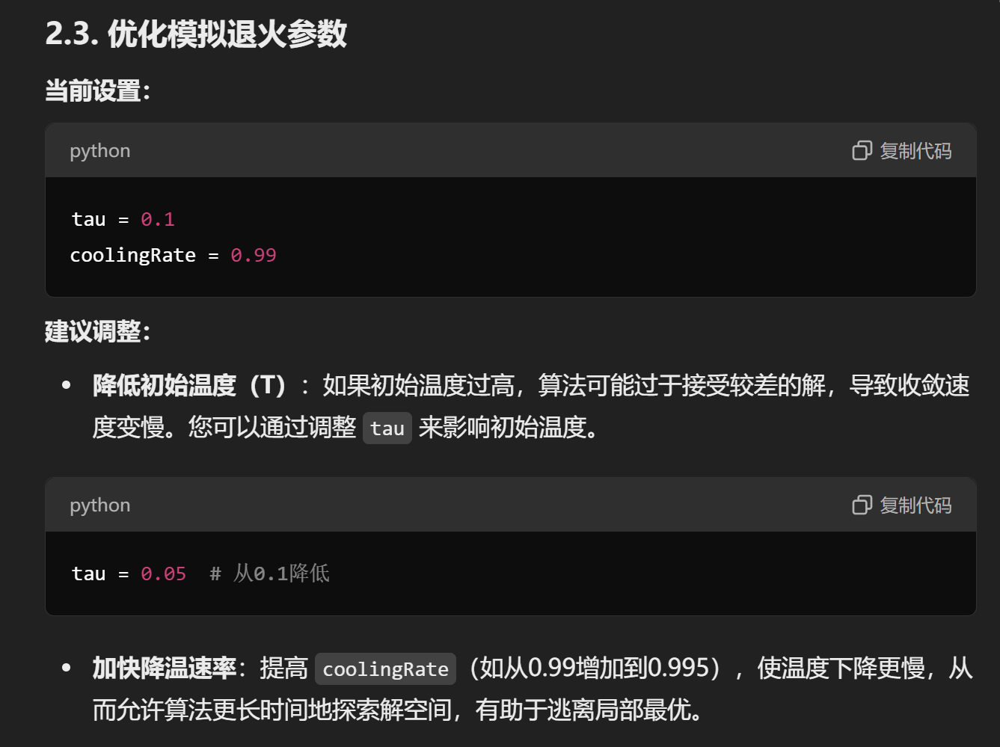 2.3. 优化模拟退火参数
当前设置：
python
复制代码
tau = 0.1
coolingRate = 0.99
建议调整：
• 降低初始温度（T）：如果初始温度过高，算法可能过于接受较差的解，导致收敛速
度变慢。您可以通过调整 tau 来影响初始温度。
python
复制代码
tau = 0.05  # 从0.1降低
• 加快降温速率：提高 coolingRate（如从0.99增加到0.995），使温度下降更慢，从
而允许算法更长时间地探索解空间，有助于逃离局部最优。